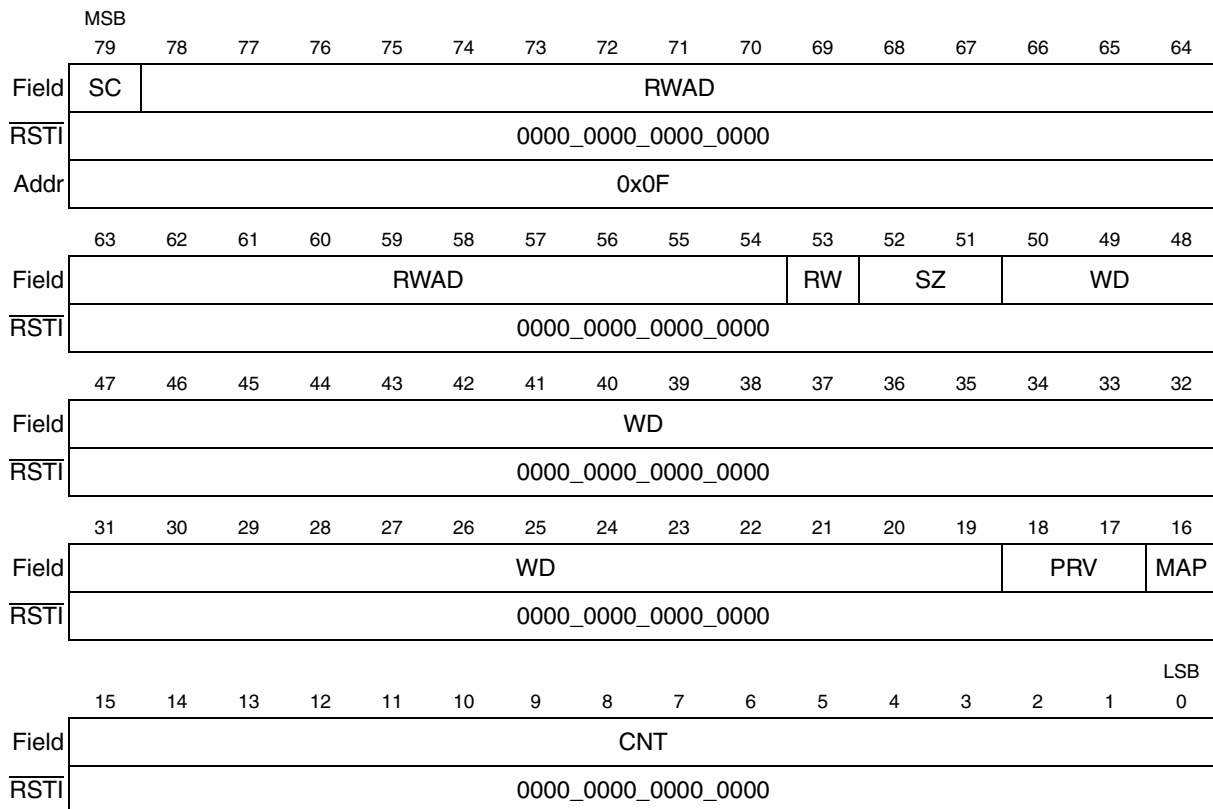 MSB
79 78 77 76 75 74 73 72 71 70 69 68 67 66 65 64
Field SC RWAD
RSTI 0000_0000_0000_0000
Addr 0x0F
63 62 61 60 59 58 57 56 55 54 53 52 51 50 49 48
Field RWAD RW SZ WD
RSTI 0000_0000_0000_0000
47 46 45 44 43 42 41 40 39 38 37 36 35 34 33 32
Field WD
RSTI 0000_0000_0000_0000
31 30 29 28 27 26 25 24 23 22 21 20 19 18 17 16
Field WD PRV MAP
RSTI 0000_0000_0000_0000
LSB
15 14 13 12 11 10 9 8 7 6 5 4 3 2 1 0
Field CNT
RSTI 0000_0000_0000_0000